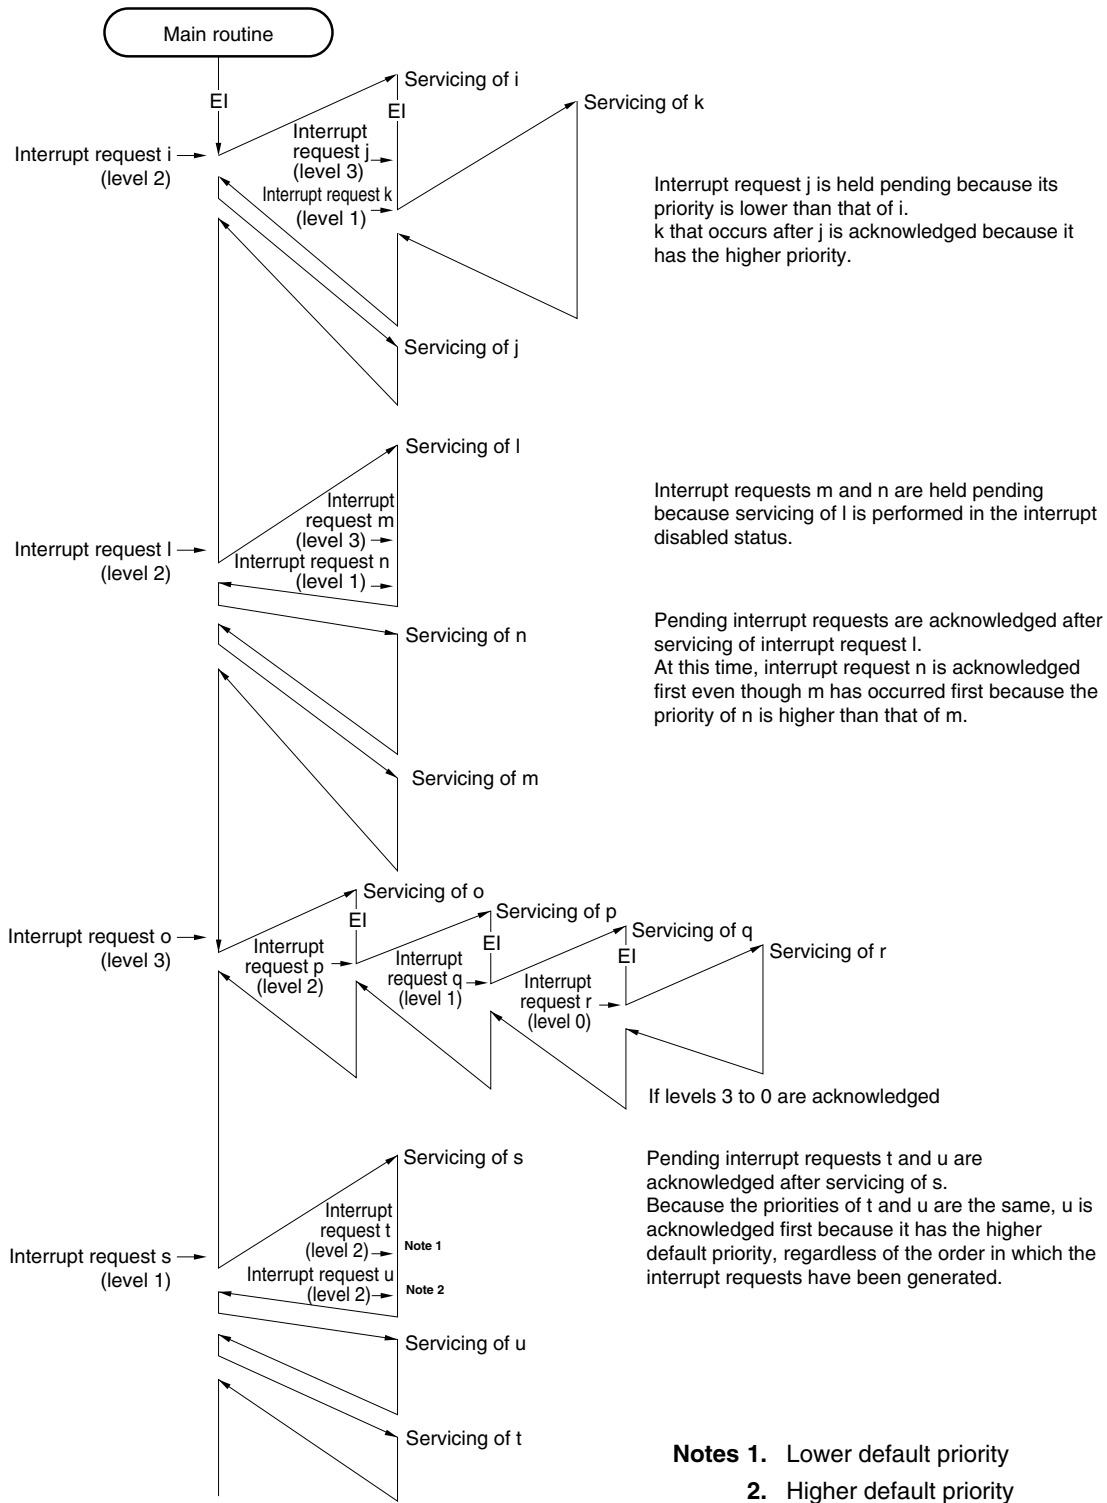 Main routine
EI
Servicing of i
EI
Servicing of k
Interrupt request i
(level 2)
Interrupt
request j
(level 3)
Interrupt request k
(level 1)
Interrupt request j is held pending because its
priority is lower than that of i.
k that occurs after j is acknowledged because it
has the higher priority.
Servicing of j
Servicing of l
Interrupt request l
(level 2)
Interrupt
request m
(level 3)
Interrupt request n
(level 1)
Interrupt requests m and n are held pending
because servicing of l is performed in the interrupt
disabled status.
Servicing of n
Pending interrupt requests are acknowledged after
servicing of interrupt request l.
At this time, interrupt request n is acknowledged
first even though m has occurred first because the
priority of n is higher than that of m.
Servicing of m
Servicing of o
EI
Servicing of p
EI
Servicing of q
EI
Servicing of r
Interrupt request o
(level 3)
Interrupt
request p
(level 2)
Interrupt
request q
(level 1)
Interrupt
request r
(level 0)
If levels 3 to 0 are acknowledged
Servicing of s
Interrupt request s
(level 1)
Interrupt
request t
(level 2)
Note 1
Interrupt request u
(level 2)
Note 2
Pending interrupt requests t and u are
acknowledged after servicing of s.
Because the priorities of t and u are the same, u is
acknowledged first because it has the higher
default priority, regardless of the order in which the
interrupt requests have been generated.
Servicing of u
Servicing of t
Notes 1. Lower default priority
2. Higher default priority